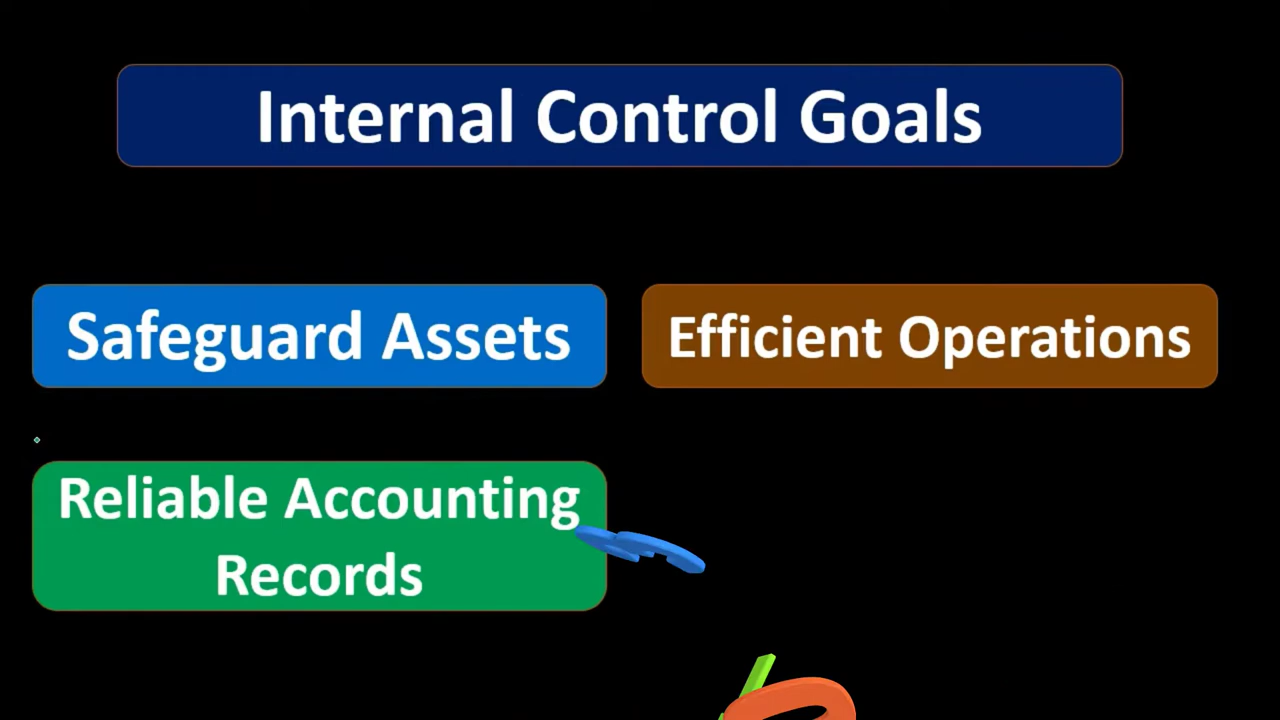 Internal Control Goals
Safeguard Assets
Efficient Operations
Reliable Accounting
Records